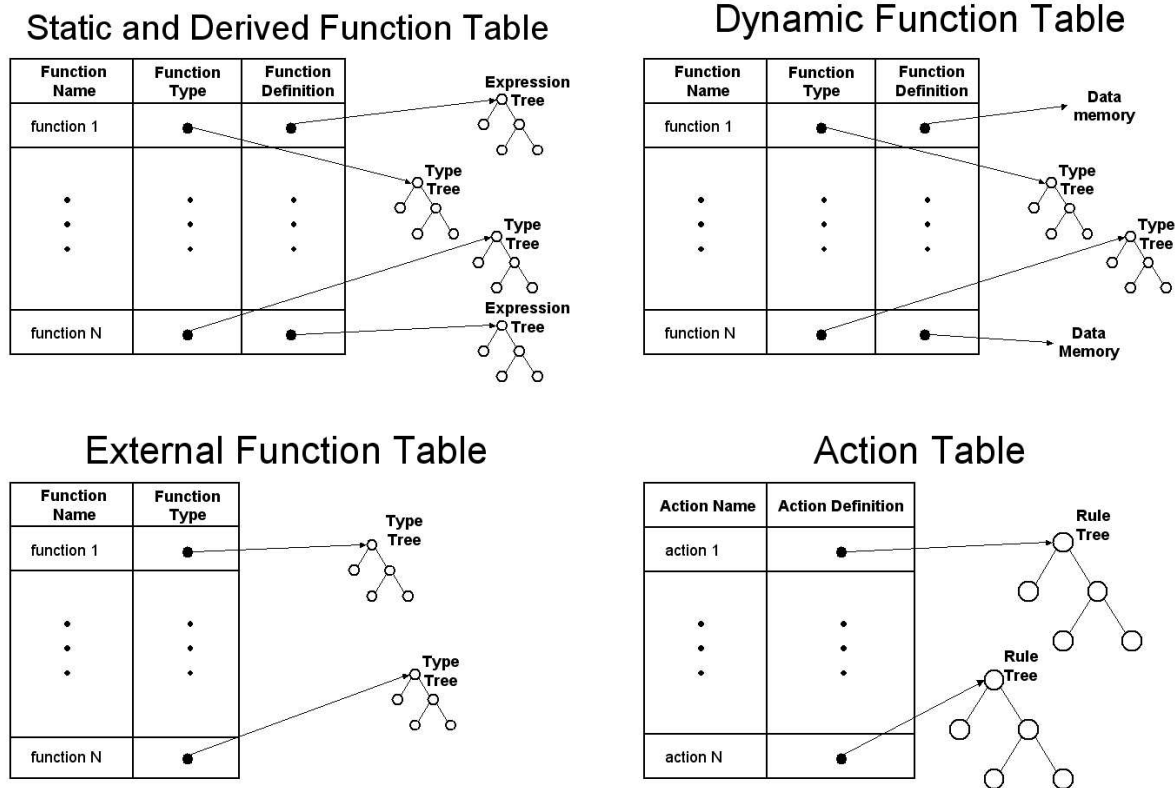 Static and Derived Function Table
Function Name
Function Type
Function Definition
function 1
function N
Expression Tree
Type Tree
Type Tree
Expression Tree
Dynamic Function Table
Function Name
Function Type
Function Definition
function 1
function N
Data memory
Type Tree
Type Tree
Data Memory
External Function Table
Function Name
Function Type
function 1
function N
Type Tree
Type Tree
Action Table
Action Name
Action Definition
action 1
action N
Rule Tree
Rule Tree